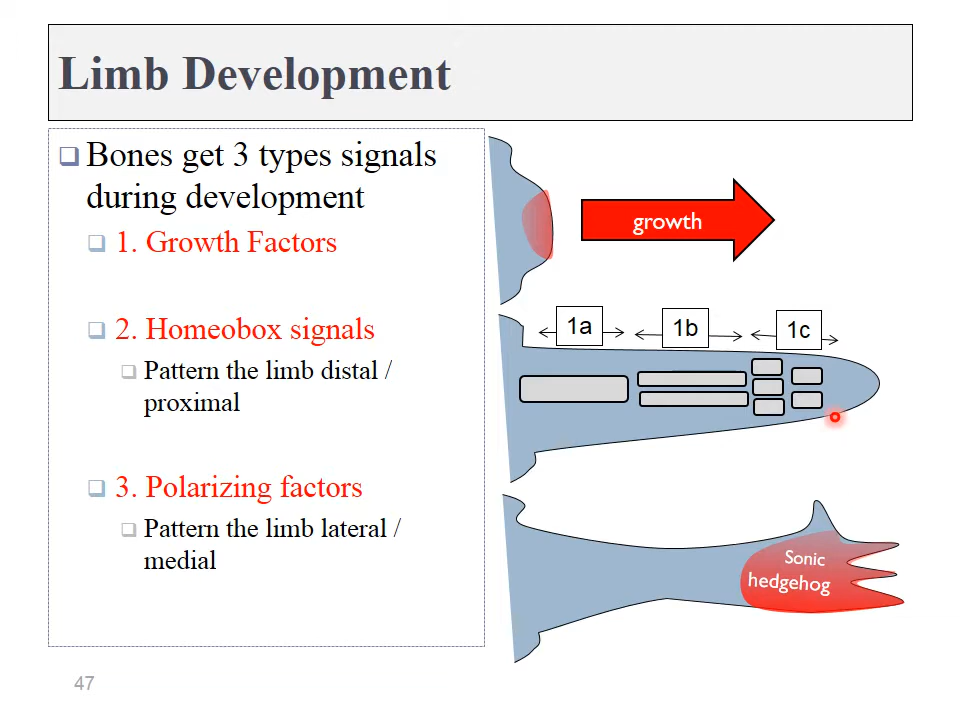 Limb Development
Bones get 3 types signals
during development
1. Growth Factors
2. Homeobox signals
Pattern the limb distal /
proximal
3. Polarizing factors
Pattern the limb lateral /
medial
growth
1a
1b
1c
Sonic
hedgehog
47